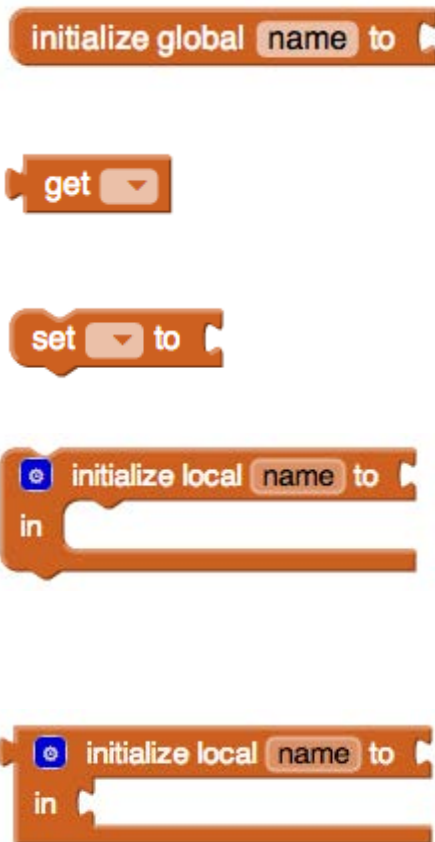 initialize global name to
get
set to
initialize local name to
in
initialize local name to
in